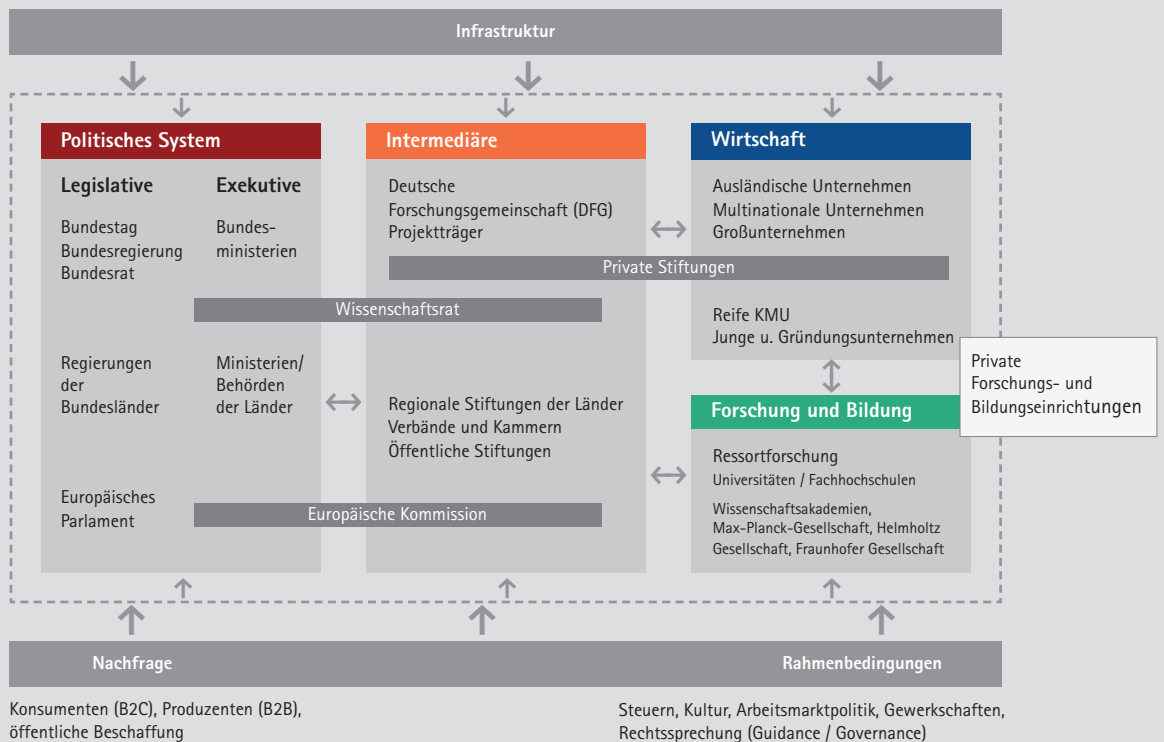 Infrastruktur
Politisches System
Legislative
Exekutive
Bundestag
Bundesregierung
Bundesrat
Bundes-
ministerien
Wissenschaftsrat
Regierungen
der
Bundesländer
Ministerien/
Behörden
der Länder
Europäisches
Parlament
Europäische Kommission
Intermediäre
Deutsche
Forschungsgemeinschaft (DFG)
Projektträger
Private Stiftungen
Regionale Stiftungen der Länder
Verbände und Kammern
Öffentliche Stiftungen
Wirtschaft
Ausländische Unternehmen
Multinationale Unternehmen
Großunternehmen
Reife KMU
Junge u. Gründungsunternehmen
Private
Forschungs- und
Bildungseinrichtungen
Forschung und Bildung
Ressortforschung
Universitäten / Fachhochschulen
Wissenschaftsakademien,
Max-Planck-Gesellschaft, Helmholtz
Gesellschaft, Fraunhofer Gesellschaft
Nachfrage
Rahmenbedingungen
Konsumenten (B2C), Produzenten (B2B),
öffentliche Beschaffung
Steuern, Kultur, Arbeitsmarktpolitik, Gewerkschaften,
Rechtssprechung (Guidance / Governance)